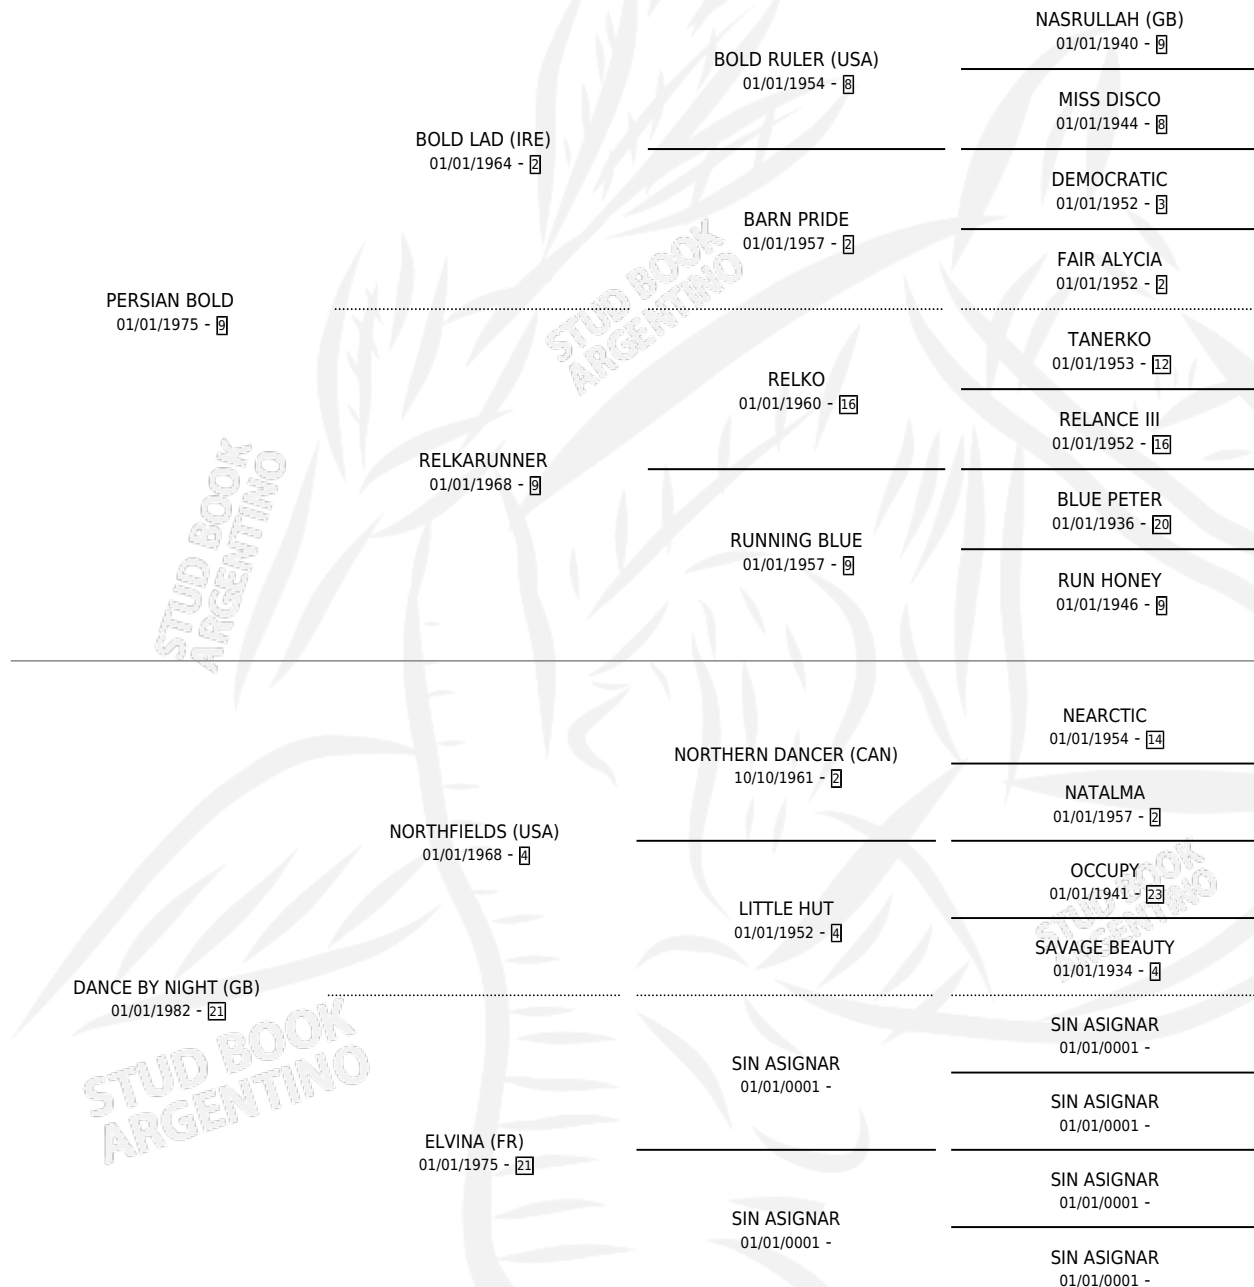 NASRULLAH (GB)
01/01/1940 - 9
BOLD RULER (USA)
01/01/1954 - 8
MISS DISCO
01/01/1944 - 8
BOLD LAD (IRE)
01/01/1964 - 2
DEMOCRATIC
01/01/1952 - 3
BARN PRIDE
01/01/1957 - 2
FAIR ALYCIA
01/01/1952 - 2
PERSIAN BOLD
01/01/1975 - 9
TANERKO
01/01/1953 - 12
RELKO
01/01/1960 - 16
RELANCE III
01/01/1952 - 16
RELKARUNNER
01/01/1968 - 9
BLUE PETER
01/01/1936 - 20
RUNNING BLUE
01/01/1957 - 9
RUN HONEY
01/01/1946 - 9
NEARCTIC
01/01/1954 - 14
NORTHERN DANCER (CAN)
10/10/1961 - 2
NATALMA
01/01/1957 - 2
NORTHFIELDS (USA)
01/01/1968 - 4
OCCUPY
01/01/1941 - 23
LITTLE HUT
01/01/1952 - 4
SAVAGE BEAUTY
01/01/1934 - 4
DANCE BY NIGHT (GB)
01/01/1982 - 21
SIN ASIGNAR
01/01/0001 -
SIN ASIGNAR
01/01/0001 -
SIN ASIGNAR
01/01/0001 -
ELVINA (FR)
01/01/1975 - 21
SIN ASIGNAR
01/01/0001 -
SIN ASIGNAR
01/01/0001 -
SIN ASIGNAR
01/01/0001 -
STUD BOOK
ARGENTINO
STUD BOOK
ARGENTINO
STUD BOOK
ARGENTINO
STUD BOOK
ARGENTINO